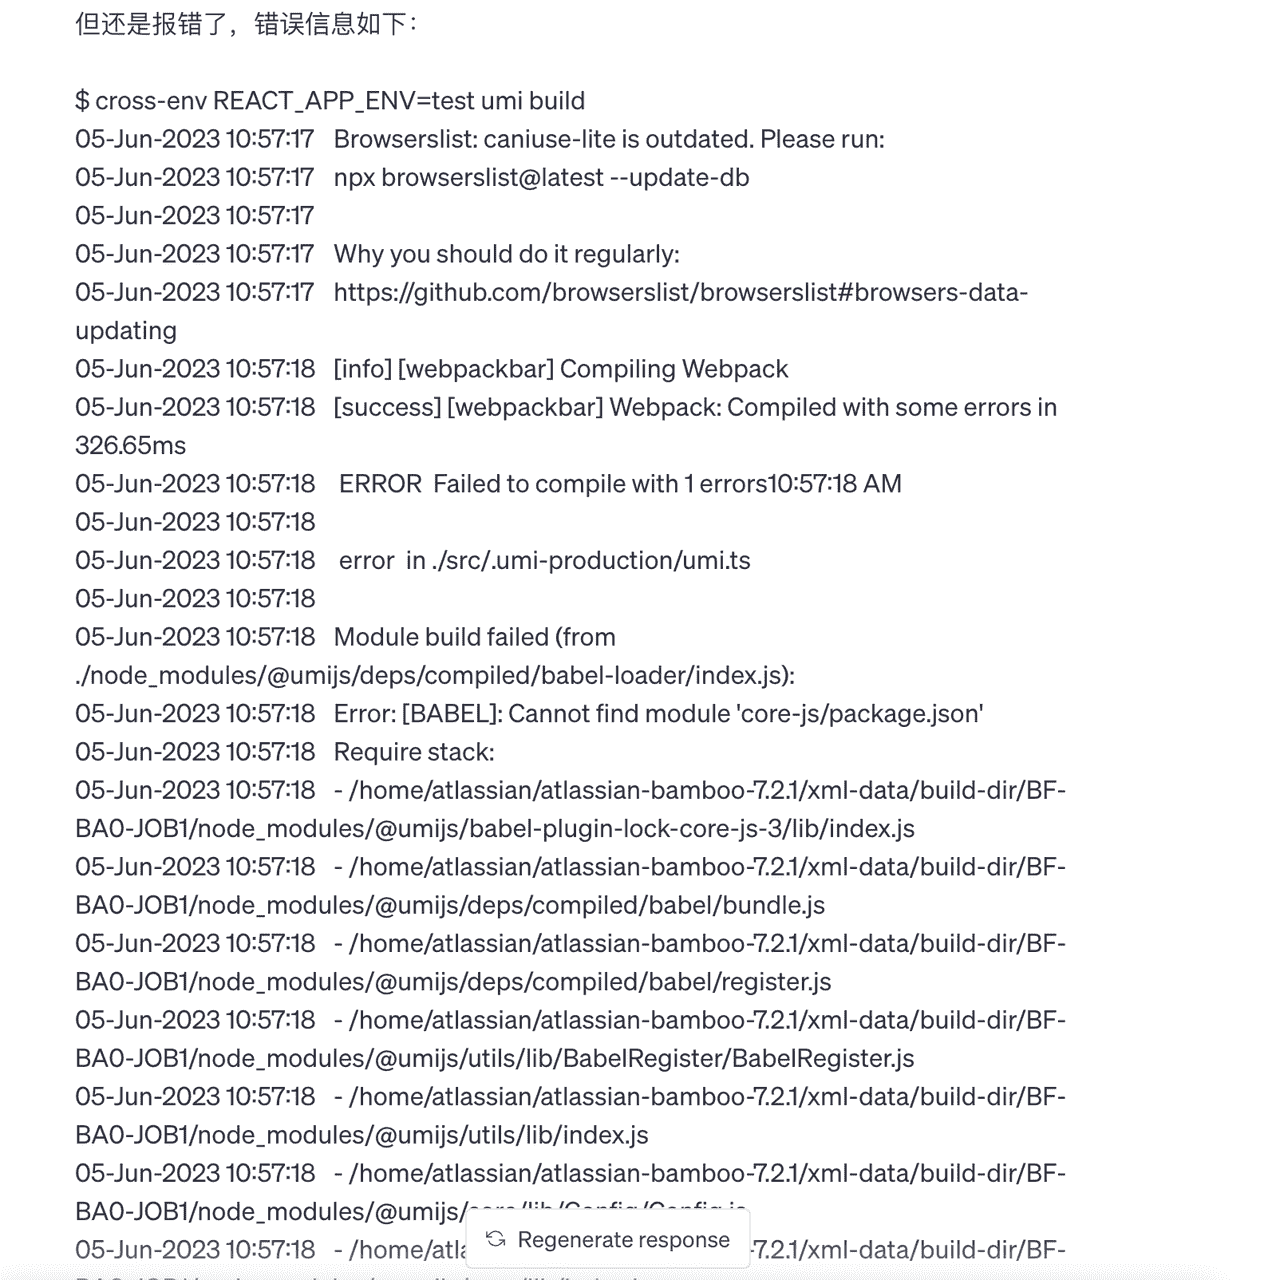 但还是报错了，错误信息如下：
$ cross-env REACT_APP_ENV=test umi build
05-Jun-2023 10:57:17 Browserslist: caniuse-lite is outdated. Please run:
05-Jun-2023 10:57:17 npx browserslist@latest --update-db
05-Jun-2023 10:57:17
05-Jun-2023 10:57:17 Why you should do it regularly:
05-Jun-2023 10:57:17 https://github.com/browserslist/browserslist#browsers-data-
updating
05-Jun-2023 10:57:18 [info] [webpackbar] Compiling Webpack
05-Jun-2023 10:57:18 [success] [webpackbar] Webpack: Compiled with some errors in
326.65ms
05-Jun-2023 10:57:18 ERROR Failed to compile with 1 errors10:57:18 AM
05-Jun-2023 10:57:18
05-Jun-2023 10:57:18 error in ./src/.umi-production/umi.ts
05-Jun-2023 10:57:18
05-Jun-2023 10:57:18 Module build failed (from
./node_modules/@umijs/deps/compiled/babel-loader/index.js):
05-Jun-2023 10:57:18 Error: [BABEL]: Cannot find module 'core-js/package.json'
05-Jun-2023 10:57:18 Require stack:
05-Jun-2023 10:57:18 - /home/atlassian/atlassian-bamboo-7.2.1/xml-data/build-dir/BF-
BA0-JOB1/node_modules/@umijs/babel-plugin-lock-core-js-3/lib/index.js
05-Jun-2023 10:57:18 - /home/atlassian/atlassian-bamboo-7.2.1/xml-data/build-dir/BF-
BA0-JOB1/node_modules/@umijs/deps/compiled/babel/bundle.js
05-Jun-2023 10:57:18 - /home/atlassian/atlassian-bamboo-7.2.1/xml-data/build-dir/BF-
BA0-JOB1/node_modules/@umijs/deps/compiled/babel/register.js
05-Jun-2023 10:57:18 - /home/atlassian/atlassian-bamboo-7.2.1/xml-data/build-dir/BF-
BA0-JOB1/node_modules/@umijs/utils/lib/BabelRegister/BabelRegister.js
05-Jun-2023 10:57:18 - /home/atlassian/atlassian-bamboo-7.2.1/xml-data/build-dir/BF-
BA0-JOB1/node_modules/@umijs/utils/lib/index.js
05-Jun-2023 10:57:18 - /home/atlassian/atlassian-bamboo-7.2.1/xml-data/build-dir/BF-
BA0-JOB1/node_modules/@umijs/core/lib/Config/Config.js
Regenerate response
05-Jun-2023 10:57:18 - /home/atla 7.2.1/xml-data/build-dir/BF-